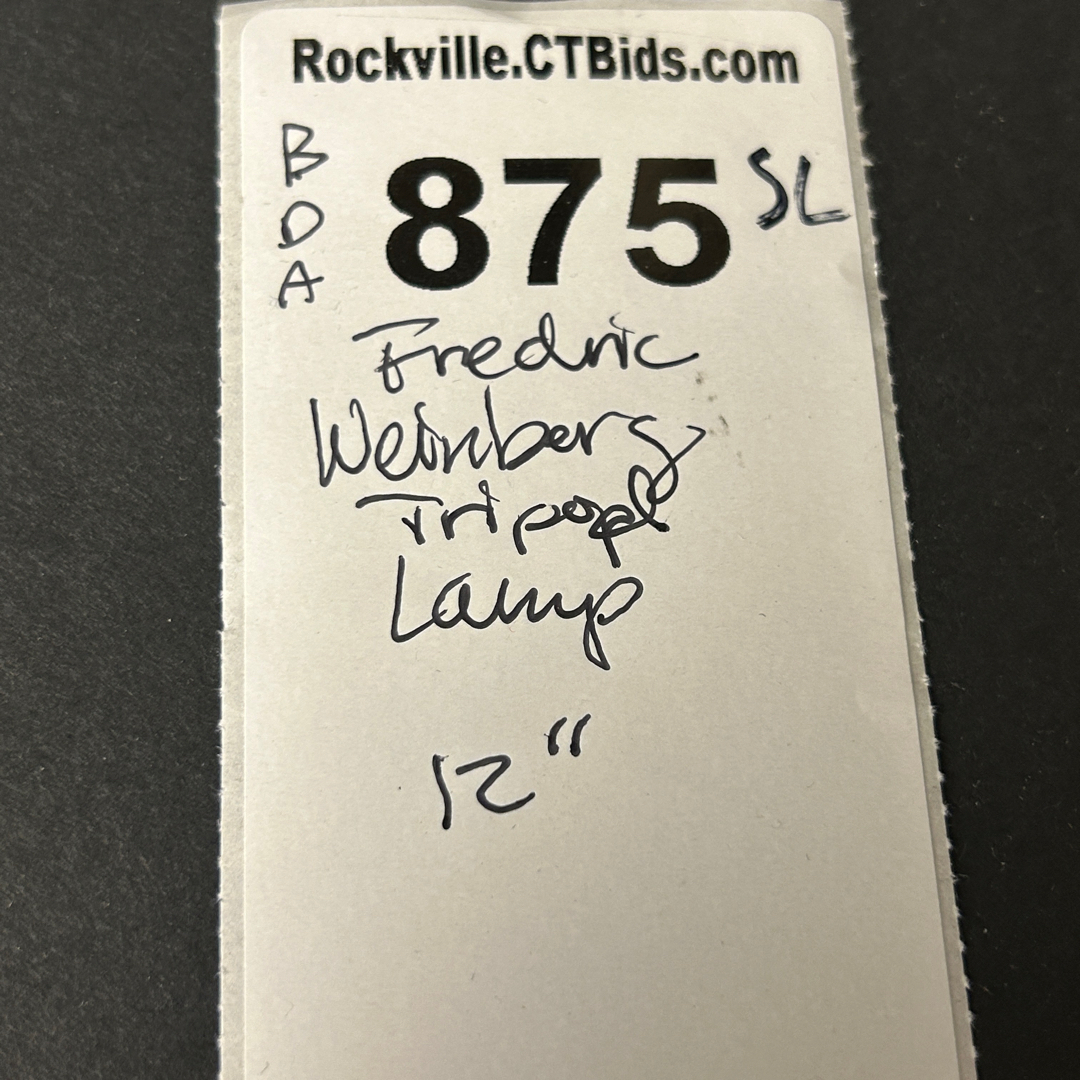 Rockville.CTBids.com
B
D
A
875 SL
Fredric
Weinberg
Tripod
Lamp
12"